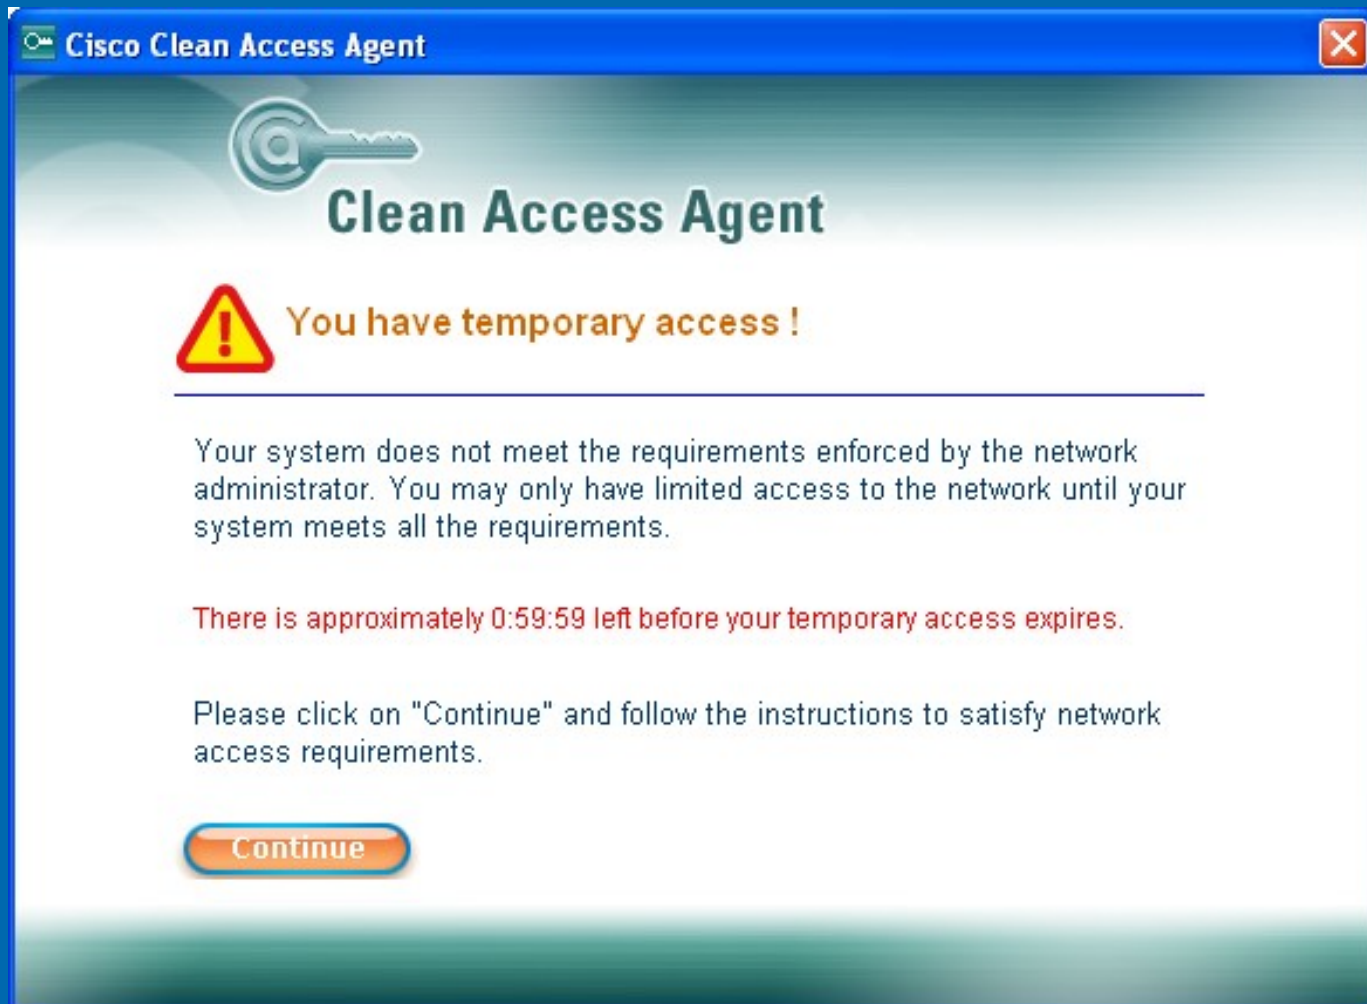 Cisco Clean Access Agent
Clean Access Agent
You have temporary access !
Your system does not meet the requirements enforced by the network
administrator. You may only have limited access to the network until your
system meets all the requirements.
There is approximately 0:59:59 left before your temporary access expires.
Please click on "Continue" and follow the instructions to satisfy network
access requirements.
Continue